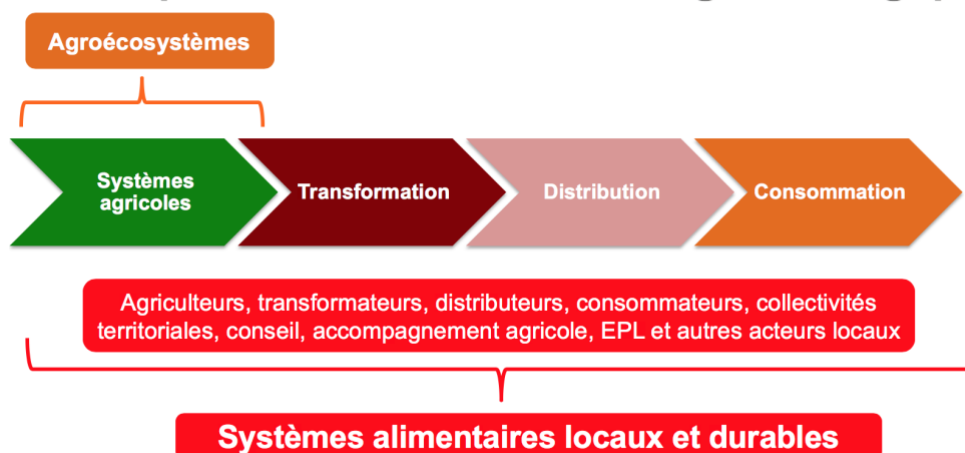 Agroécosystèmes
Systèmes
agricoles
Transformation
Distribution
Consommation
Agriculteurs, transformateurs, distributeurs, consommateurs, collectivités
territoriales, conseil, accompagnement agricole, EPL et autres acteurs locaux
Systèmes alimentaires locaux et durables